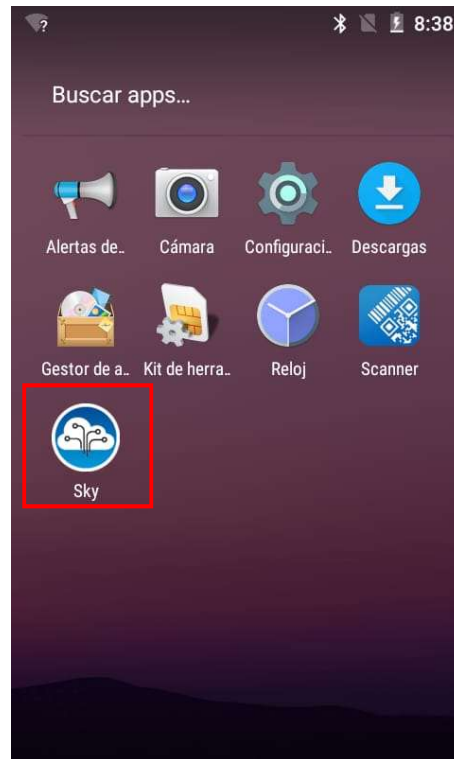 ? 8:38
Buscar apps...
Alertas de.. Cámara Configuraci.. Descargas
Gestor de a.. Kit de herra.. Reloj Scanner
Sky